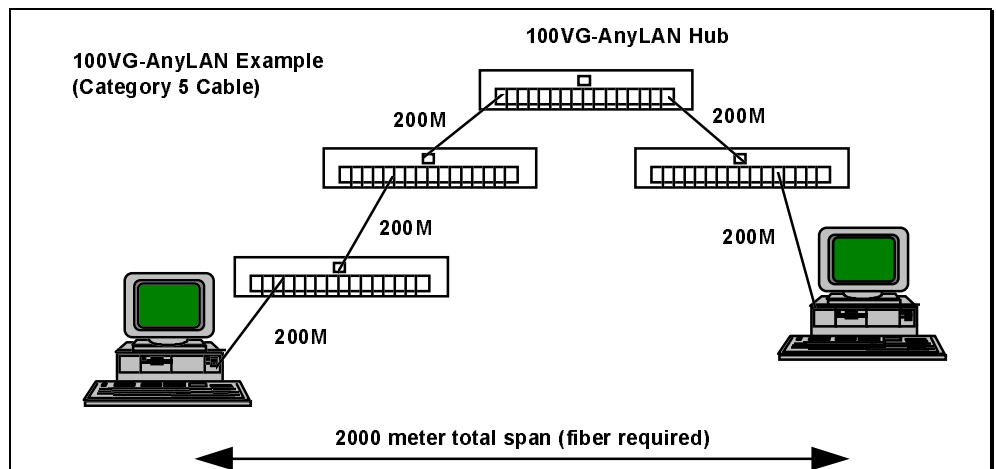 100VG-AnyLAN Hub
100VG-AnyLAN Example
(Category 5 Cable)
200M
200M
200M
200M
200M
2000 meter total span (fiber required)